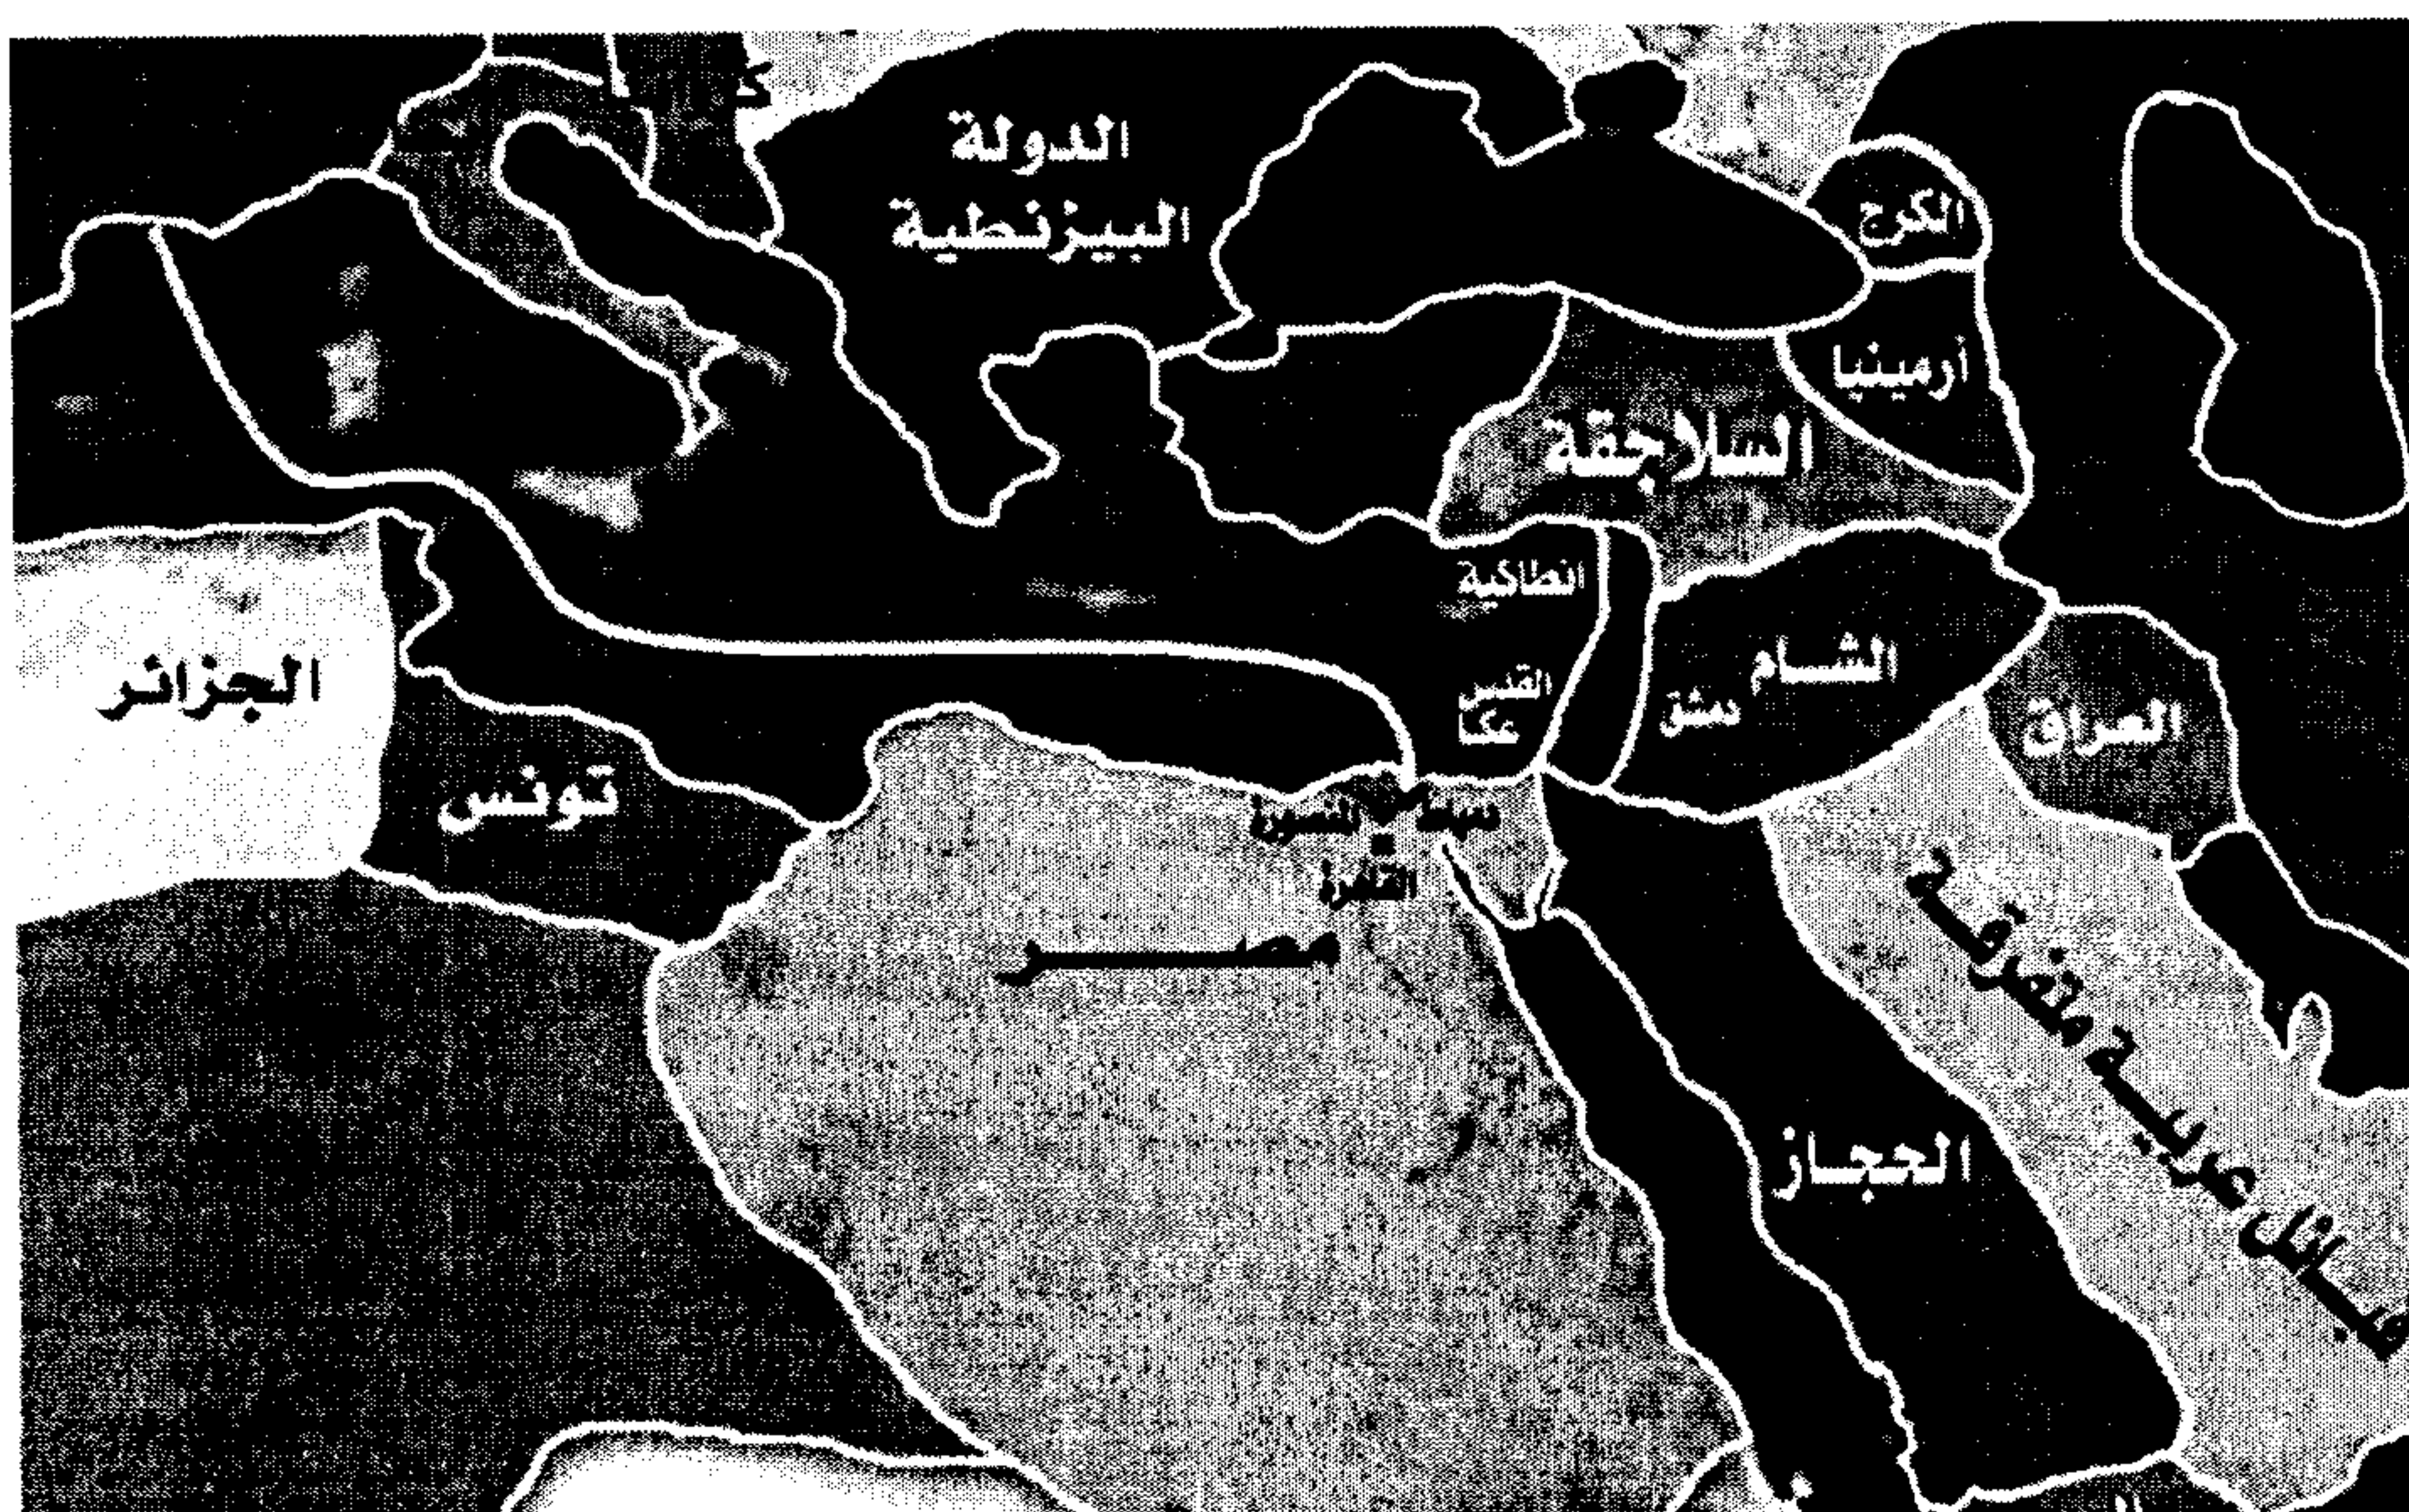 الدولة
البيزنطية
الكرج
أرمينيا
السلاجقة
انطاكية
الشام
دمشق
القدس
عكا
العراق
الجزائر
تونس
دمياط
المنصورة
القاهرة
مصر
الحجاز
قبائل عربية متفرقة